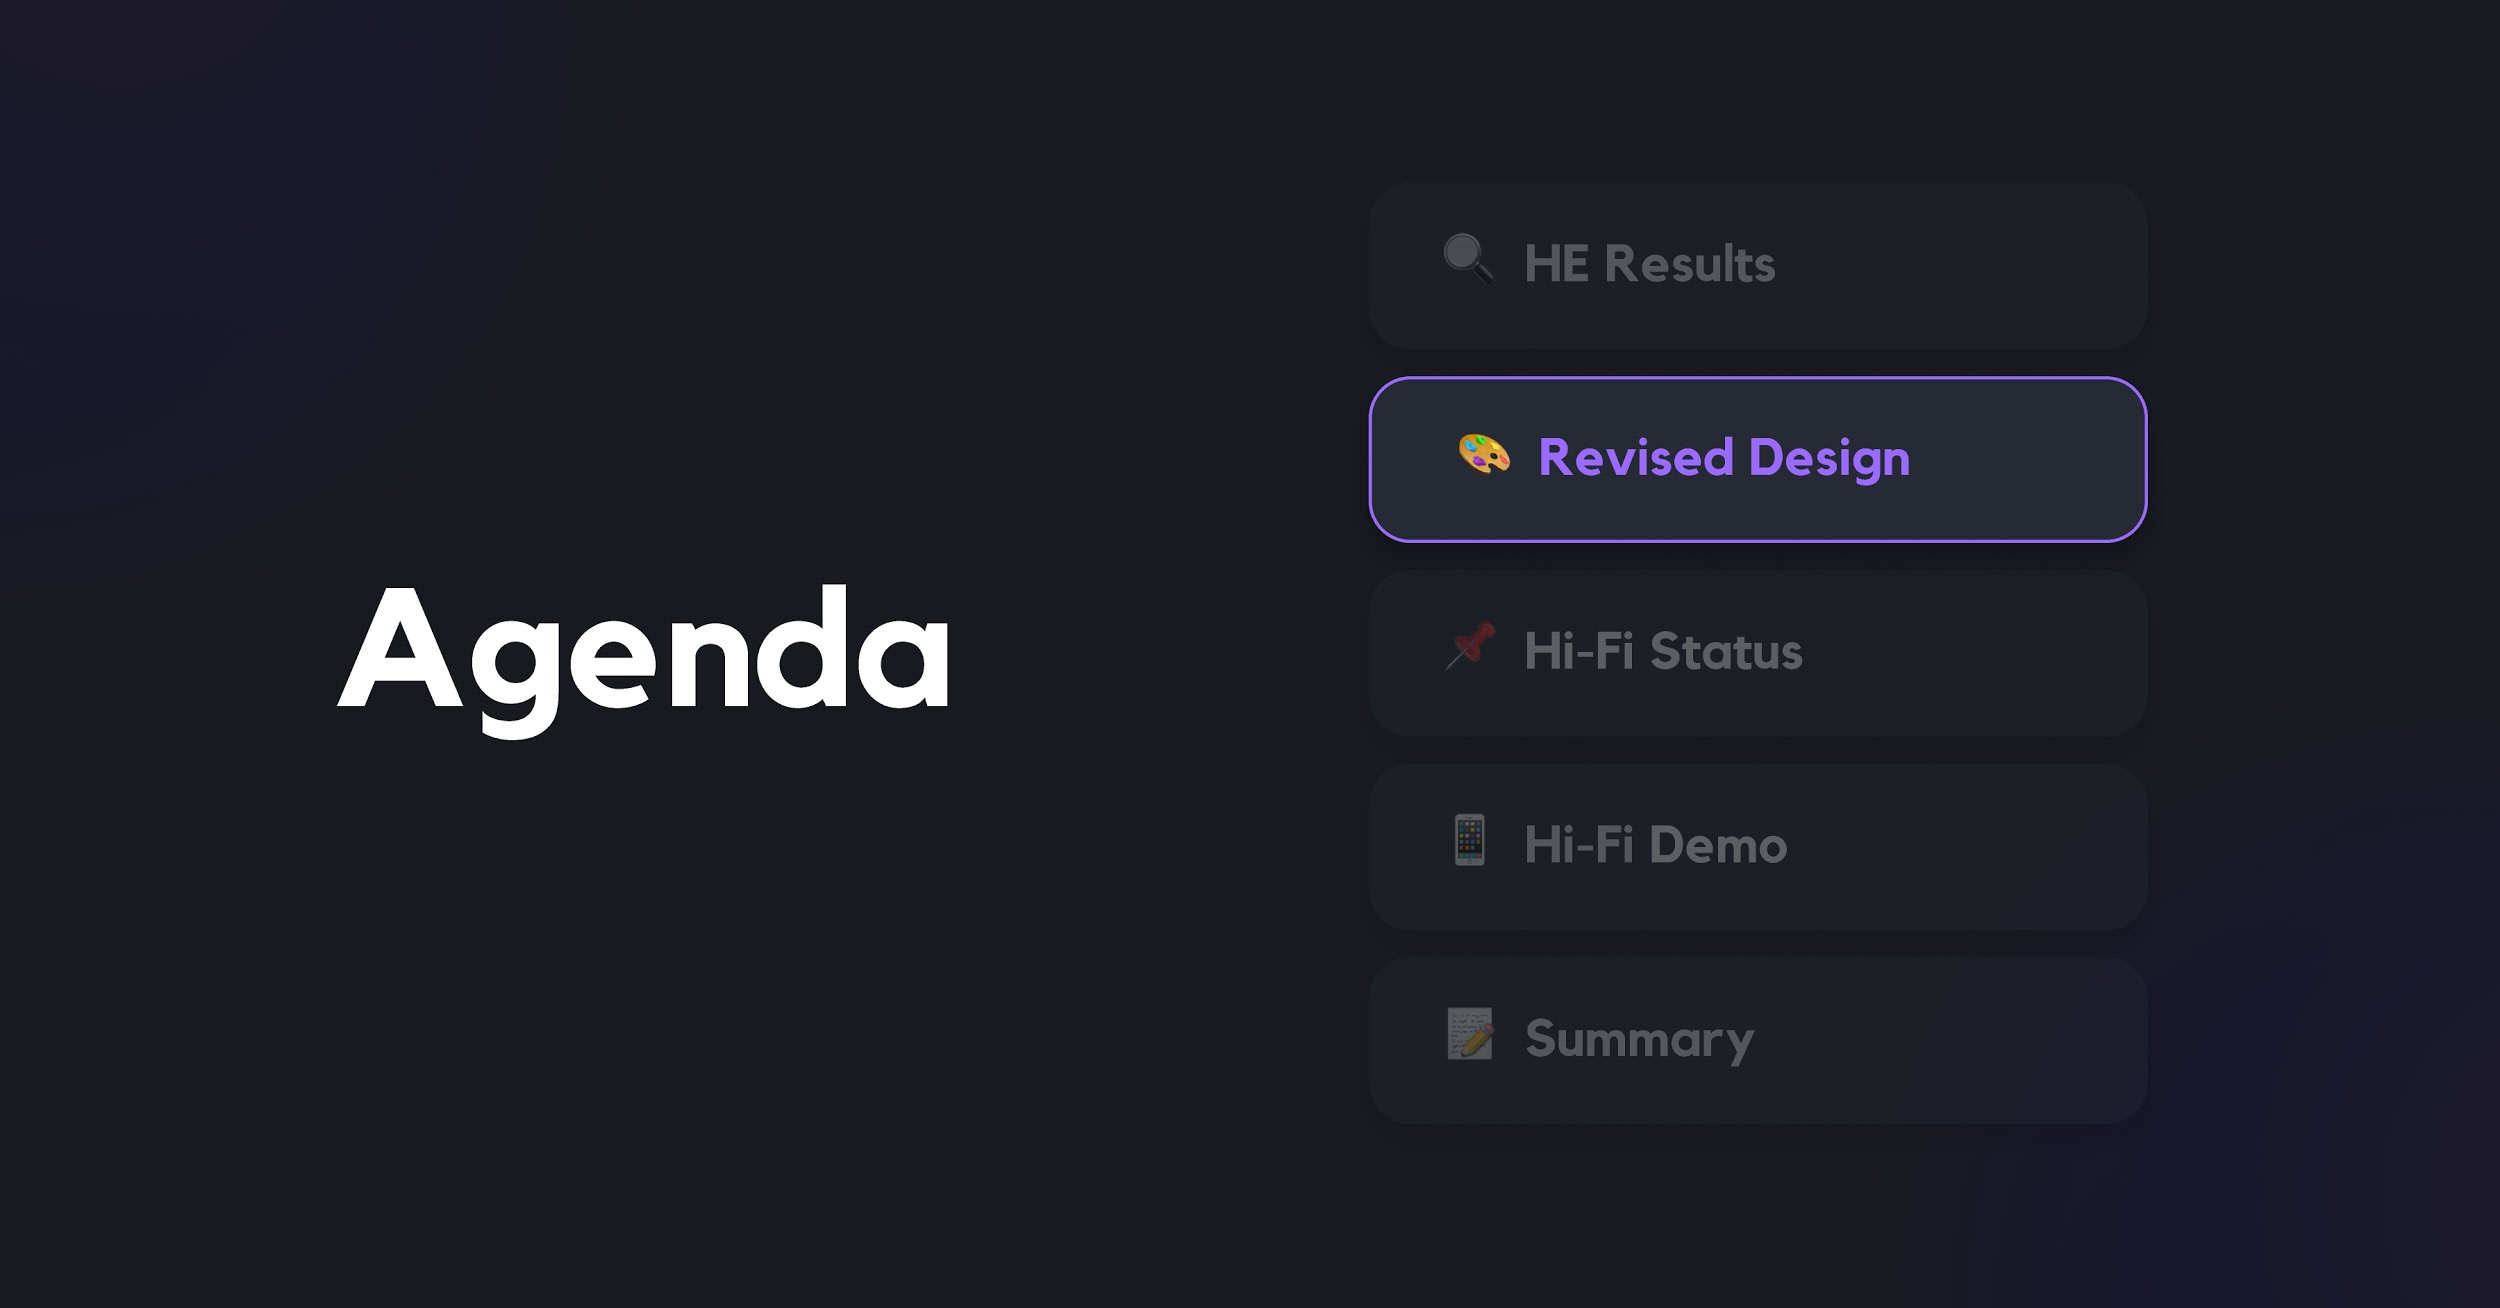 Agenda
HE Results
Revised Design
Hi-Fi Status
Hi-Fi Demo
Summary